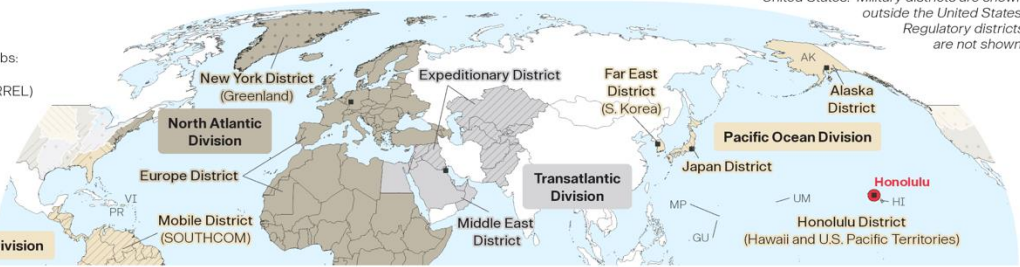 United States. Military districts are shown
outside the United States
Regulatory districts
are not shown
bs:
RREL)
New York District
(Greenland)
North Atlantic
Division
Europe District
VI
PR
Mobile District
(SOUTHCOM)
ivision
Expeditionary District
Far East
District
(S. Korea)
Transatlantic
Division
Middle East
District
AK
Alaska
District
Pacific Ocean Division
Japan District
Honolulu
HI
UM
MP
GU
Honolulu District
(Hawaii and U.S. Pacific Territories)